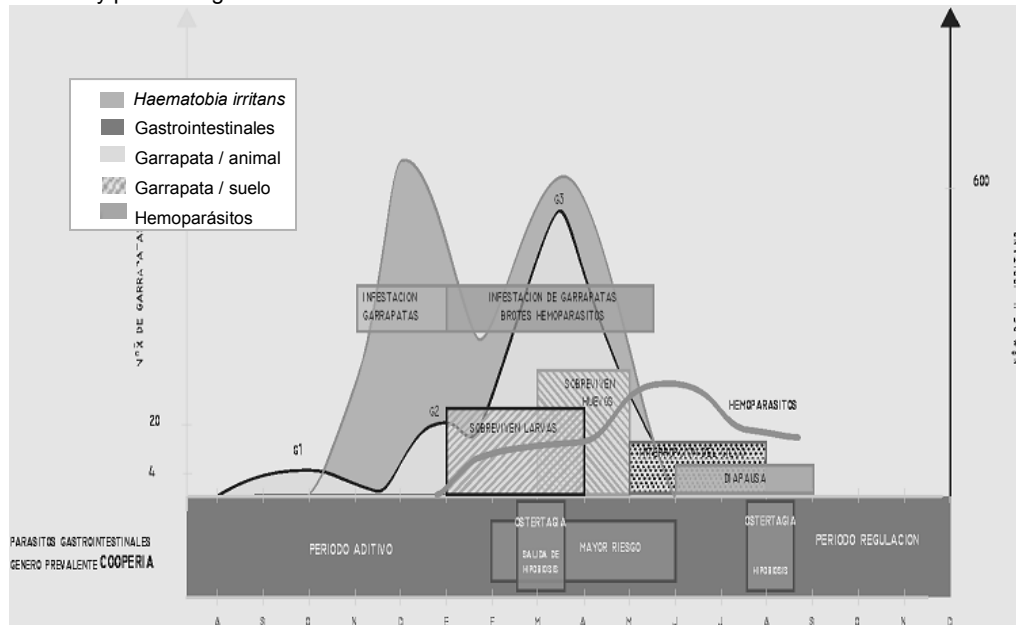 Haematobia irritans
Gastrointestinales
Garrapata / animal
Garrapata / suelo
Hemoparásitos
DE GARRAPATAS
600
20
4
G1
G2
G3
INFESTACION
GARRAPATAS
INFESTACION DE GARRAPATAS
BROTES HEMOPARASITOS
SOBREVIVEN
HUEVOS
SOBREVIVEN LARVAS
HEMOPARASITOS
DIAPAUSA
PARASITOS GASTROINTESTINALES
GENERO PREVALENTE COOPERIA
PERIODO ADITIVO
OSTERTAGIA
SALIDA DE
HIPOBIOSIS
MAYOR RIESGO
OSTERTAGIA
HIPOBIOSIS
PERIODO REGULACION
A S O N D E F M A M J J A S O N D